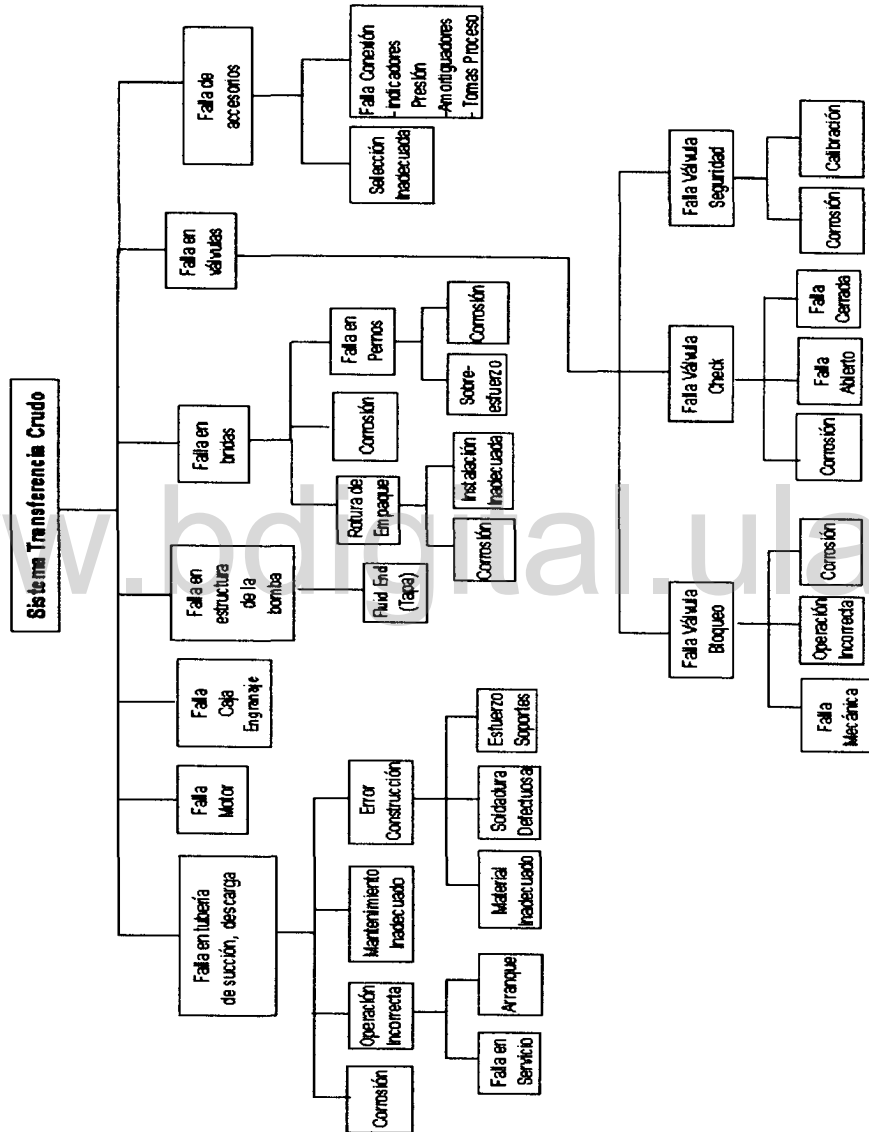 Sistema Transferencia Crudo
Falla en tubería
de succión, descarga
Falla
Motor
Falla
Caja
Engranaje
Falla en
estructura
de la
bomba
Falla en
bridas
Falla en
válvulas
Falla de
accesorios
Corrosión
Operación
Incorrecta
Mantenimiento
Inadecuado
Error
Construcción
Fluid End
(Tapa)
Rotura de
Empaque
Corrosión
Falla en
Pernos
Selección
Inadecuada
Falla Conexión
-Indicadores
Presión
-Amortiguadores
- Tomas Proceso
Falla en
Servicio
Arranque
Material
Inadecuado
Soldadura
Defectuosa
Esfuerzo
Soportes
Corrosión
Instalación
Inadecuada
Sobre-
esfuerzo
Corrosión
Falla Válvula
Bloqueo
Falla Válvula
Check
Falla Válvula
Seguridad
Falla
Mecánica
Operación
Incorrecta
Corrosión
Corrosión
Falla
Abierto
Falla
Cerrada
Corrosión
Calibración
w.bdigital.ula